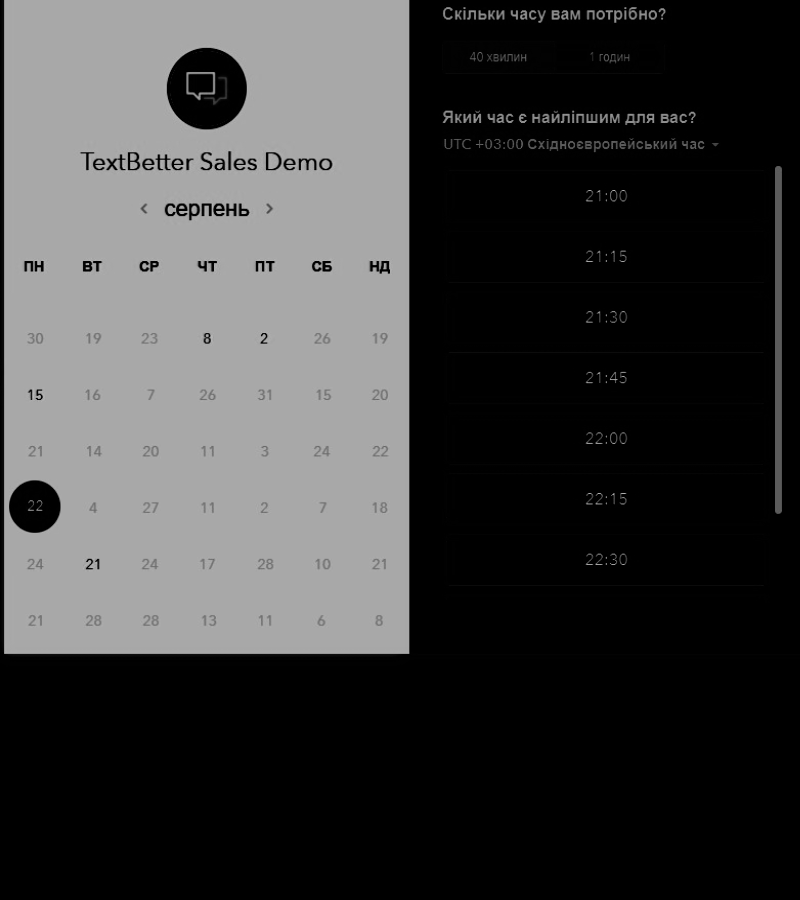 TextBetter Sales Demo
серпень
ПН ВТ СР ЧТ ПТ СБ НД
30 19 23 8 2 26 19
15 16 7 26 31 15 20
21 14 20 11 3 24 22
22 4 27 11 2 7 18
24 21 24 17 28 10 21
21 28 28 13 11 6 8
Скільки часу вам потрібно?
40 хвилин 1 годин
Який час є найліпшим для вас?
UTC +03:00 Східноєвропейський час
21:00
21:15
21:30
21:45
22:00
22:15
22:30